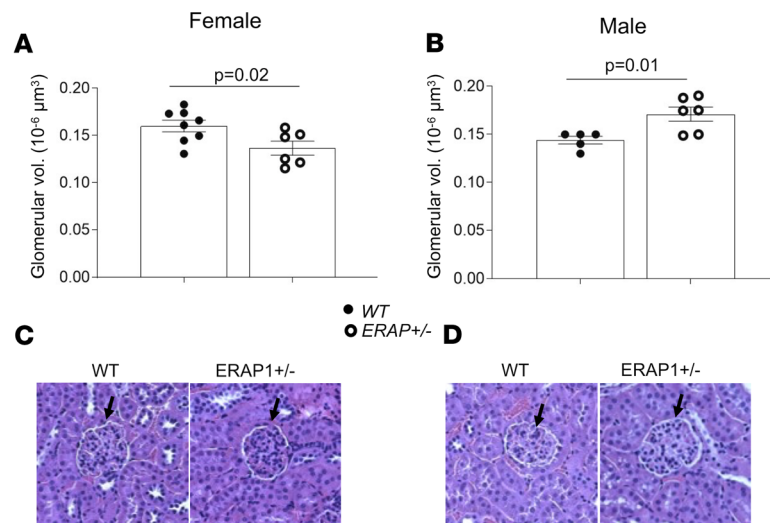 Female
Male
A
B
p=0.02
p=0.01
Glomerular vol. (10⁻⁶ µm³)
0.20
0.15
0.10
0.05
0.00
Glomerular vol. (10⁻⁶ µm³)
0.20
0.15
0.10
0.05
0.00
WT
ERAP+/-
C
D
WT
ERAP1+/-
WT
ERAP1+/-